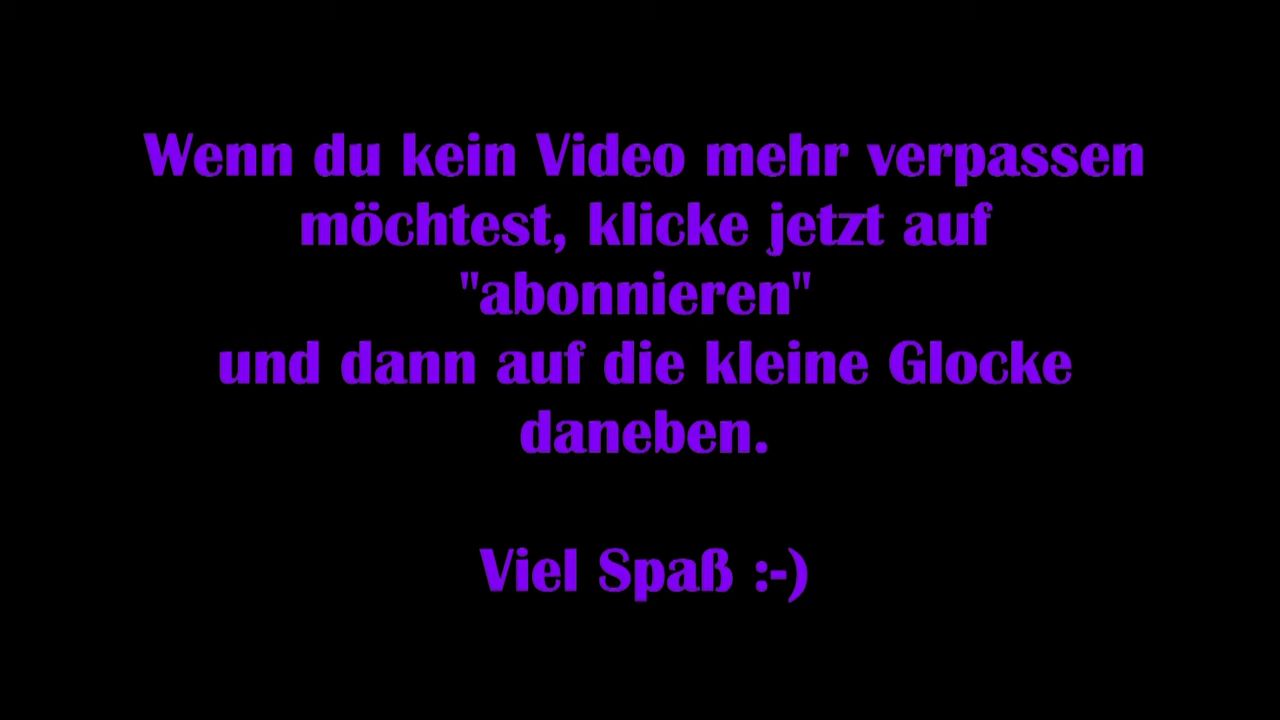 Wenn du kein Video mehr verpassen
möchtest, klicke jetzt auf
"abonnieren"
und dann auf die kleine Glocke
daneben.
Viel Spaß :-)